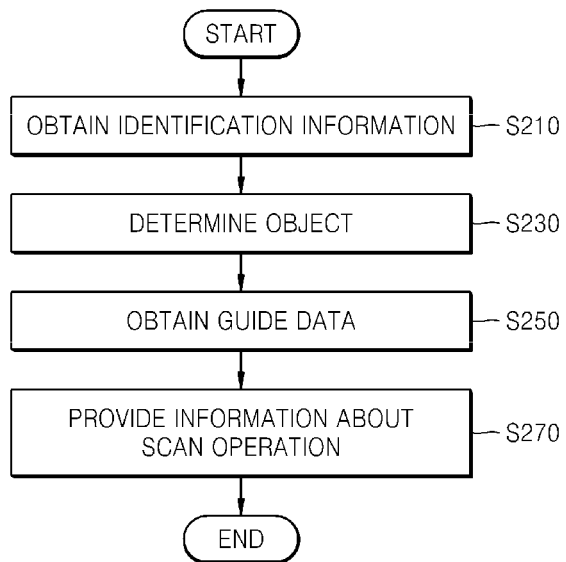 START
OBTAIN IDENTIFICATION INFORMATION
S210
DETERMINE OBJECT
S230
OBTAIN GUIDE DATA
S250
PROVIDE INFORMATION ABOUT
SCAN OPERATION
S270
END